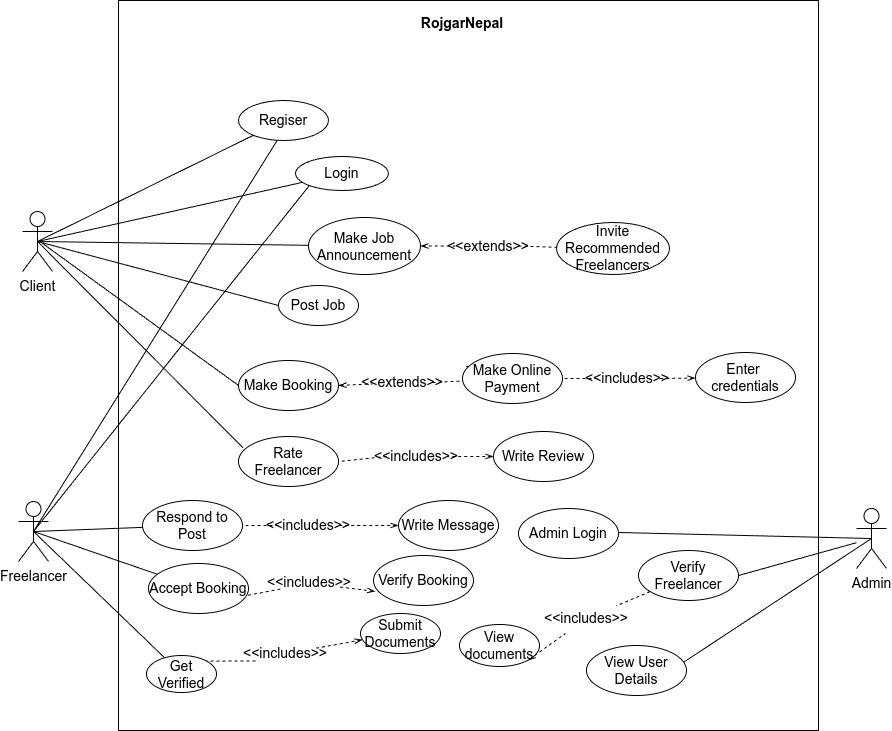 RojgarNepal
Regiser
Login
Make Job
Announcement
<<extends>>
Invite
Recommended
Freelancers
Client
Post Job
Make Booking
<<extends>>
Make Online
Payment
<<includes>>
Enter
credentials
Rate
Freelancer
<<includes>>
Write Review
Respond to
Post
<<includes>>
Write Message
Admin Login
Freelancer
Accept Booking
<<includes>>
Verify Booking
Verify
Freelancer
Admin
<<includes>>
Submit
Documents
View
documents
Get
Verified
<<includes>>
View User
Details